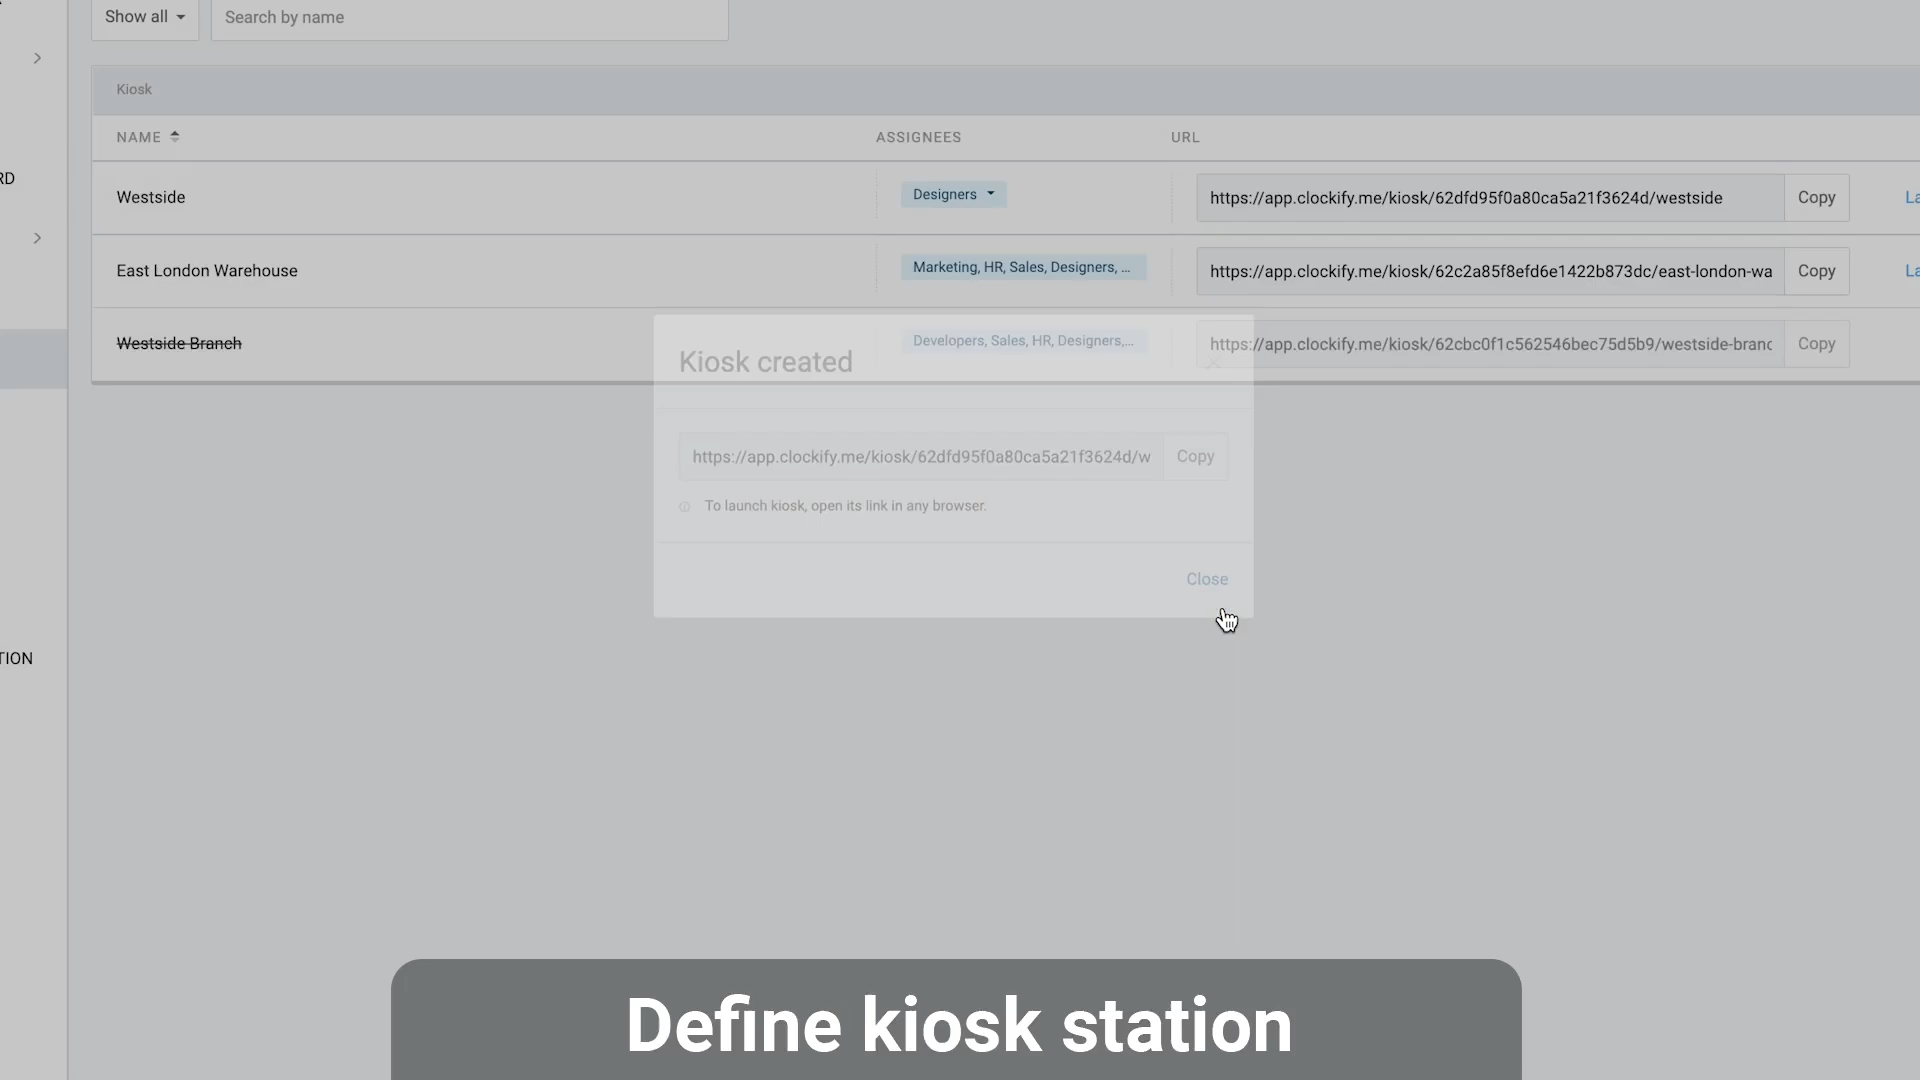 Show all
Search by name
Kiosk
RD
NAME
ASSIGNEES
URL
Westside
Designers
https://app.clockify.me/kiosk/62dfd95f0a80ca5a21f3624d/westside
Copy
La
East London Warehouse
Marketing, HR, Sales, Designers, ...
https://app.clockify.me/kiosk/62c2a85f8efd6e1422b873dc/east-london-wa
Copy
La
Westside Branch
Developers, Sales, HR, Designers,...
https://app.clockify.me/kiosk/62cbc0f1c562546bec75d5b9/westside-branc
Copy
Kiosk created
https://app.clockify.me/kiosk/62dfd95f0a80ca5a21f3624d/w
Copy
To launch kiosk, open its link in any browser.
Close
TION
Define kiosk station